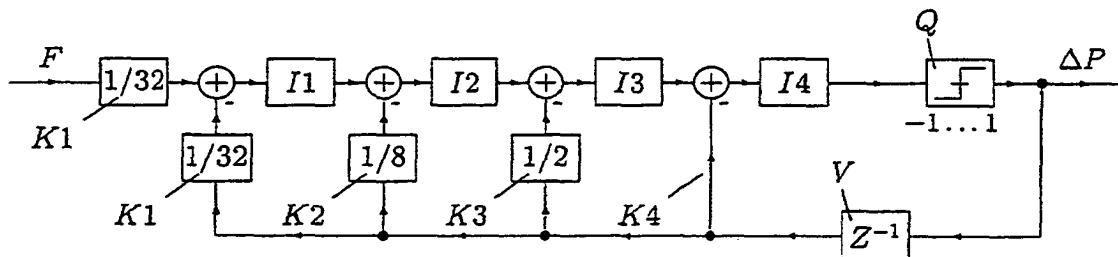 F
1/32
I1
I2
I3
I4
Q
ΔP
-1...1
K1
1/32
1/8
1/2
K1
K2
K3
K4
V
Z⁻¹